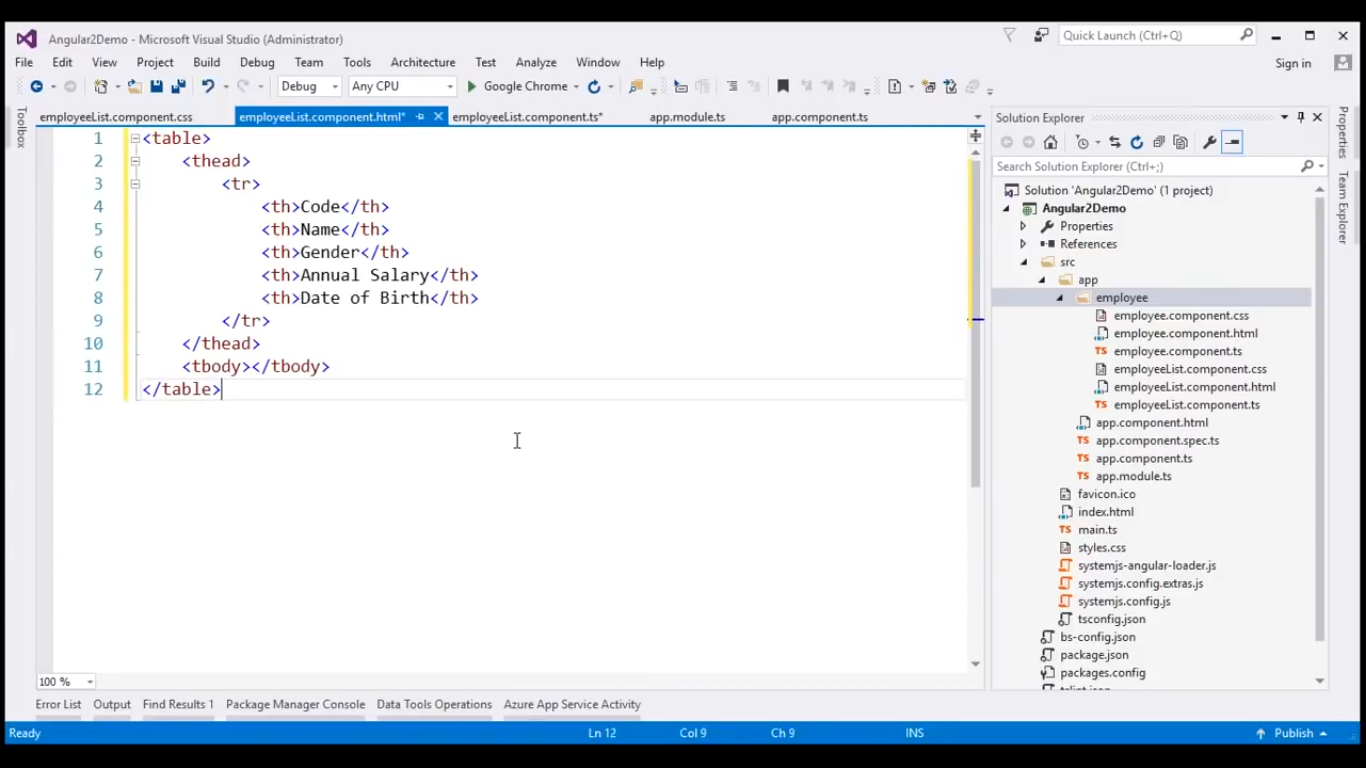 Angular2Demo - Microsoft Visual Studio (Administrator)
Quick Launch (Ctrl+Q)
File Edit View Project Build Debug Team Tools Architecture Test Analyze Window Help
Sign in
Debug Any CPU Google Chrome
Toolbox
employeeList.component.css employeeList.component.html* employeeList.component.ts* app.module.ts app.component.ts
1 <table>
2 <thead>
3 <tr>
4 <th>Code</th>
5 <th>Name</th>
6 <th>Gender</th>
7 <th>Annual Salary</th>
8 <th>Date of Birth</th>
9 </tr>
10 </thead>
11 <tbody></tbody>
12 </table>
100 %
Solution Explorer
Search Solution Explorer (Ctrl+;)
Solution 'Angular2Demo' (1 project)
Angular2Demo
Properties
References
src
app
employee
employee.component.css
employee.component.html
employee.component.ts
employeeList.component.css
employeeList.component.html
employeeList.component.ts
app.component.html
app.component.spec.ts
app.component.ts
app.module.ts
favicon.ico
index.html
main.ts
styles.css
systemjs-angular-loader.js
systemjs.config.extras.js
systemjs.config.js
tsconfig.json
bs-config.json
package.json
packages.config
Properties
Team Explorer
Error List Output Find Results 1 Package Manager Console Data Tools Operations Azure App Service Activity
Ready Ln 12 Col 9 Ch 9 INS Publish